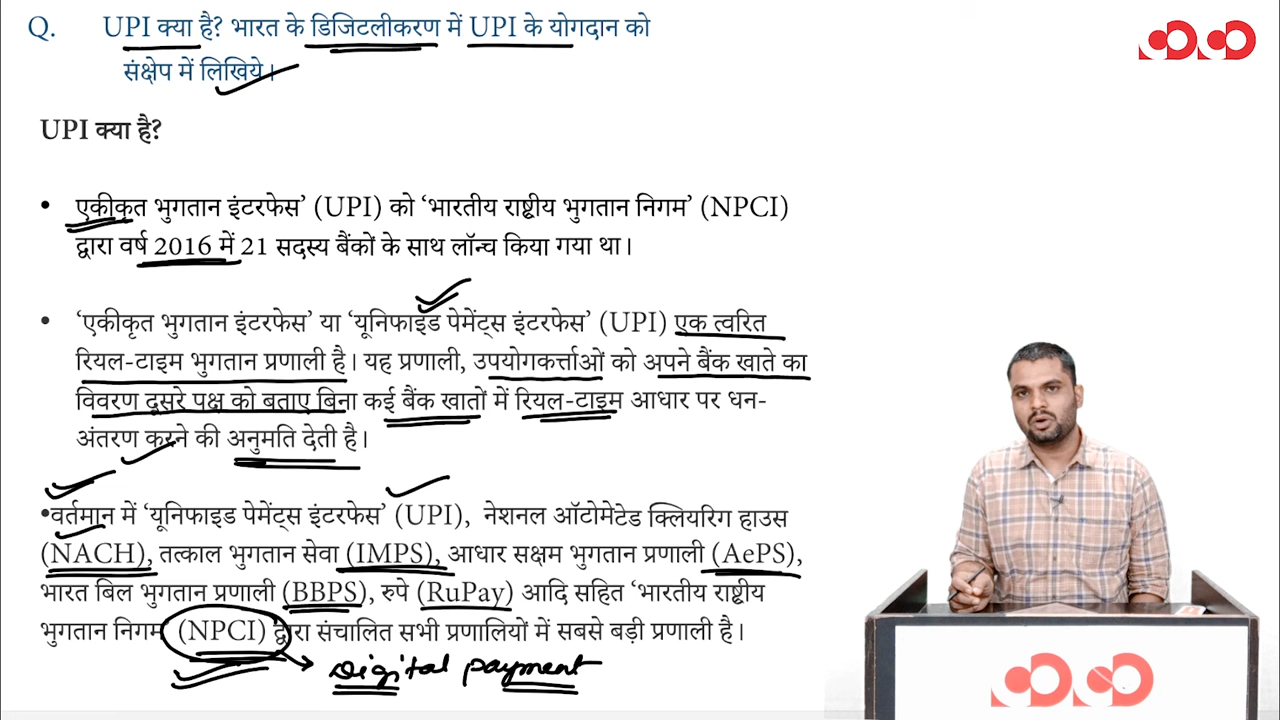 Q. UPI क्या है? भारत के डिजिटलीकरण में UPI के योगदान को
संक्षेप में लिखिये।
UPI क्या है?
• एकीकृत भुगतान इंटरफेस’ (UPI) को ‘भारतीय राष्ट्रीय भुगतान निगम’ (NPCI)
द्वारा वर्ष 2016 में 21 सदस्य बैंकों के साथ लॉन्च किया गया था।
• ‘एकीकृत भुगतान इंटरफेस’ या ‘यूनिफाइड पेमेंट्स इंटरफेस’ (UPI) एक त्वरित
रियल-टाइम भुगतान प्रणाली है। यह प्रणाली, उपयोगकर्त्ताओं को अपने बैंक खाते का
विवरण दूसरे पक्ष को बताए बिना कई बैंक खातों में रियल-टाइम आधार पर धन-
अंतरण करने की अनुमति देती है।
•वर्तमान में ‘यूनिफाइड पेमेंट्स इंटरफेस’ (UPI), नेशनल ऑटोमेटेड क्लियरिग हाउस
(NACH), तत्काल भुगतान सेवा (IMPS), आधार सक्षम भुगतान प्रणाली (AePS),
भारत बिल भुगतान प्रणाली (BBPS), रुपे (RuPay) आदि सहित ‘भारतीय राष्ट्रीय
भुगतान निगम (NPCI) द्वारा संचालित सभी प्रणालियों में सबसे बड़ी प्रणाली है।
Digital payment